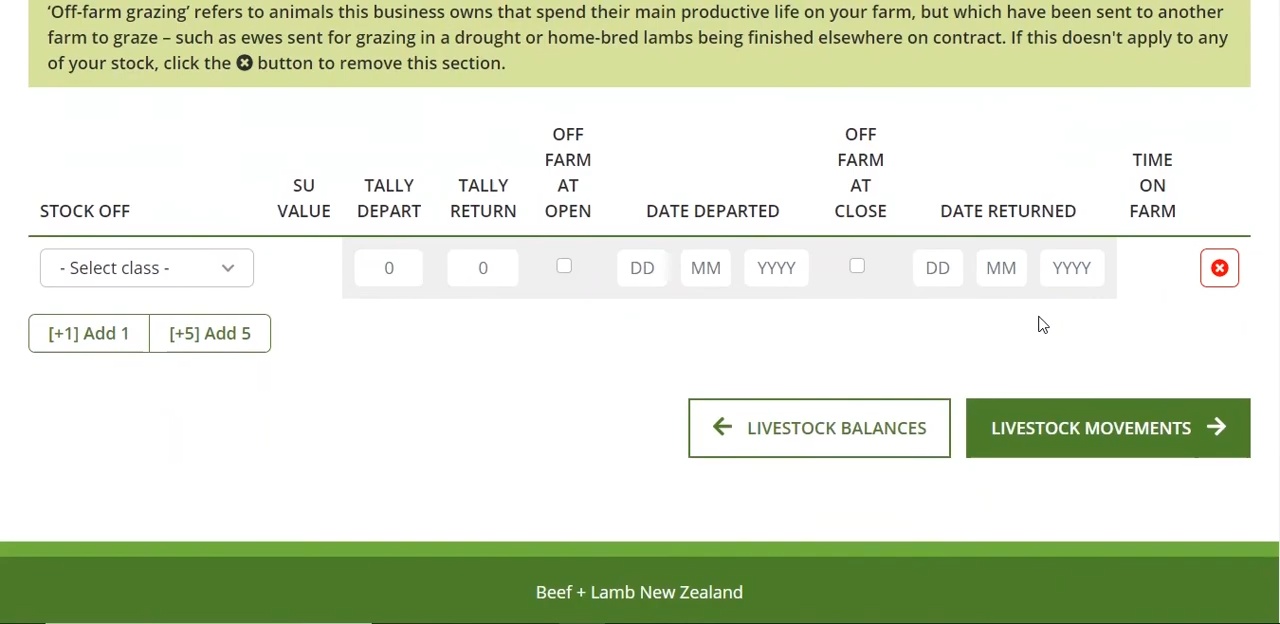 ‘Off-farm grazing’ refers to animals this business owns that spend their main productive life on your farm, but which have been sent to another
farm to graze – such as ewes sent for grazing in a drought or home-bred lambs being finished elsewhere on contract. If this doesn't apply to any
of your stock, click the button to remove this section.
STOCK OFF
SU
VALUE
TALLY
DEPART
TALLY
RETURN
OFF
FARM
AT
OPEN
DATE DEPARTED
OFF
FARM
AT
CLOSE
DATE RETURNED
TIME
ON
FARM
- Select class -
0
0
DD
MM
YYYY
DD
MM
YYYY
[+1] Add 1
[+5] Add 5
LIVESTOCK BALANCES
LIVESTOCK MOVEMENTS
Beef + Lamb New Zealand